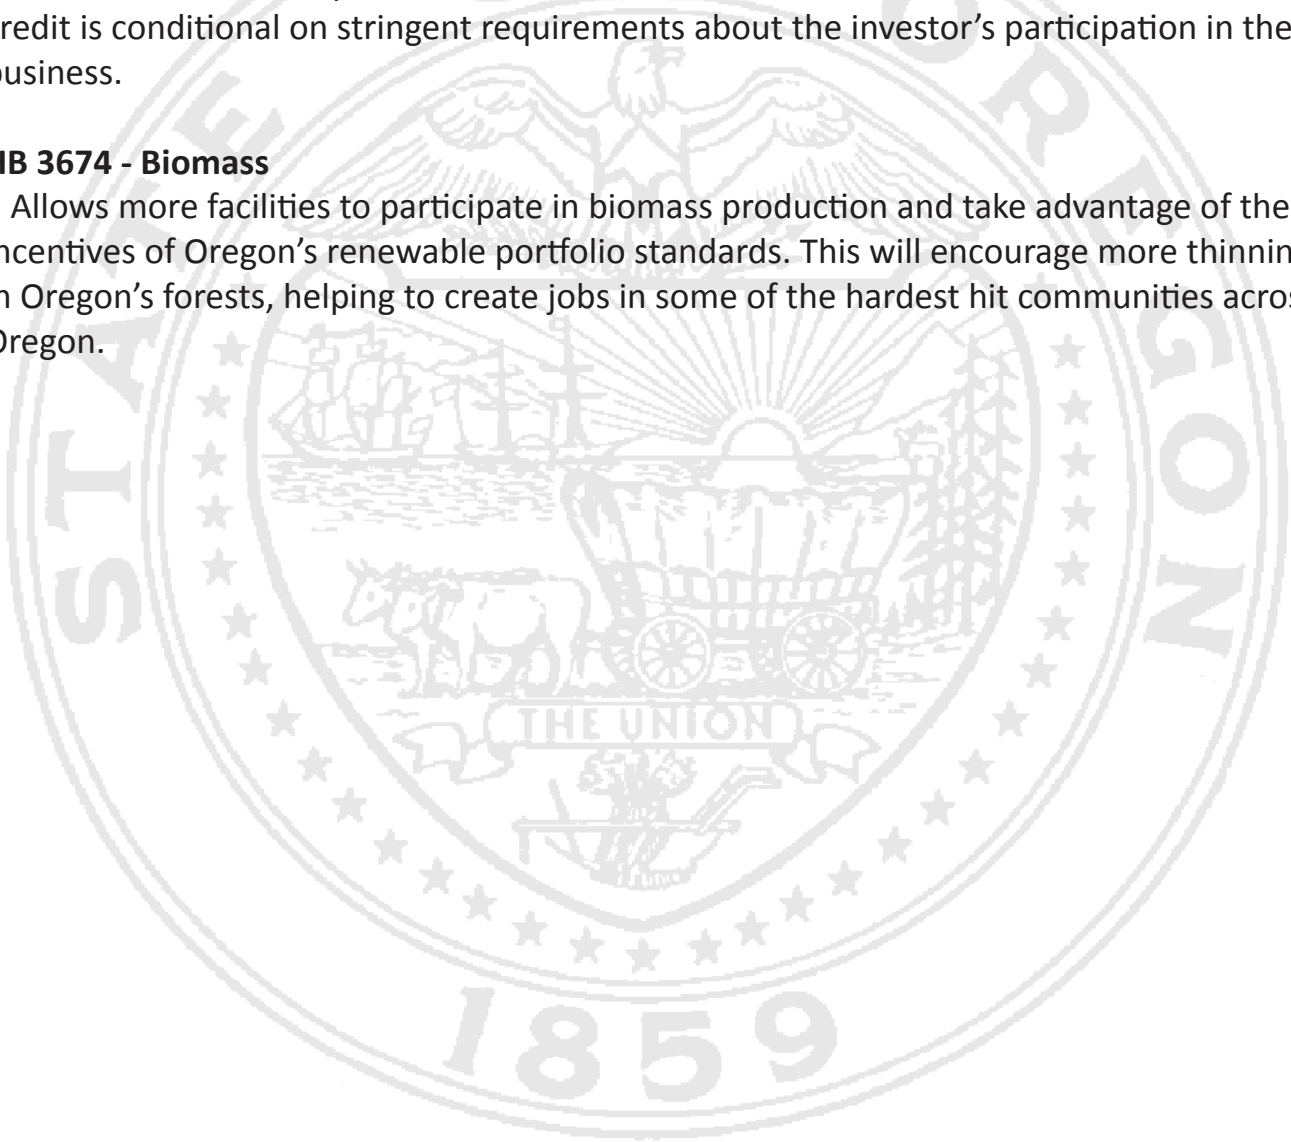 redit is conditional on stringent requirements about the investor's participation in the
business.
HB 3674 - Biomass
Allows more facilities to participate in biomass production and take advantage of the
ncentives of Oregon's renewable portfolio standards. This will encourage more thinnin
n Oregon's forests, helping to create jobs in some of the hardest hit communities acros
Oregon.
STATE OREGON
THE UNION
1859